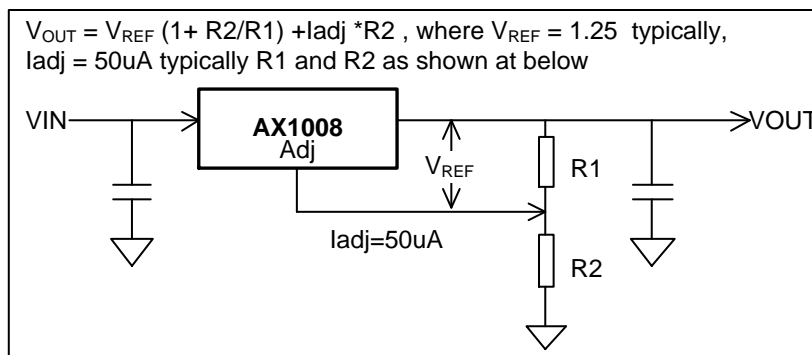 VOUT = VREF (1+ R2/R1) +Iadj *R2 , where VREF = 1.25 typically,
Iadj = 50uA typically R1 and R2 as shown at below
VIN
AX1008
Adj
VOUT
VREF
R1
Iadj=50uA
R2